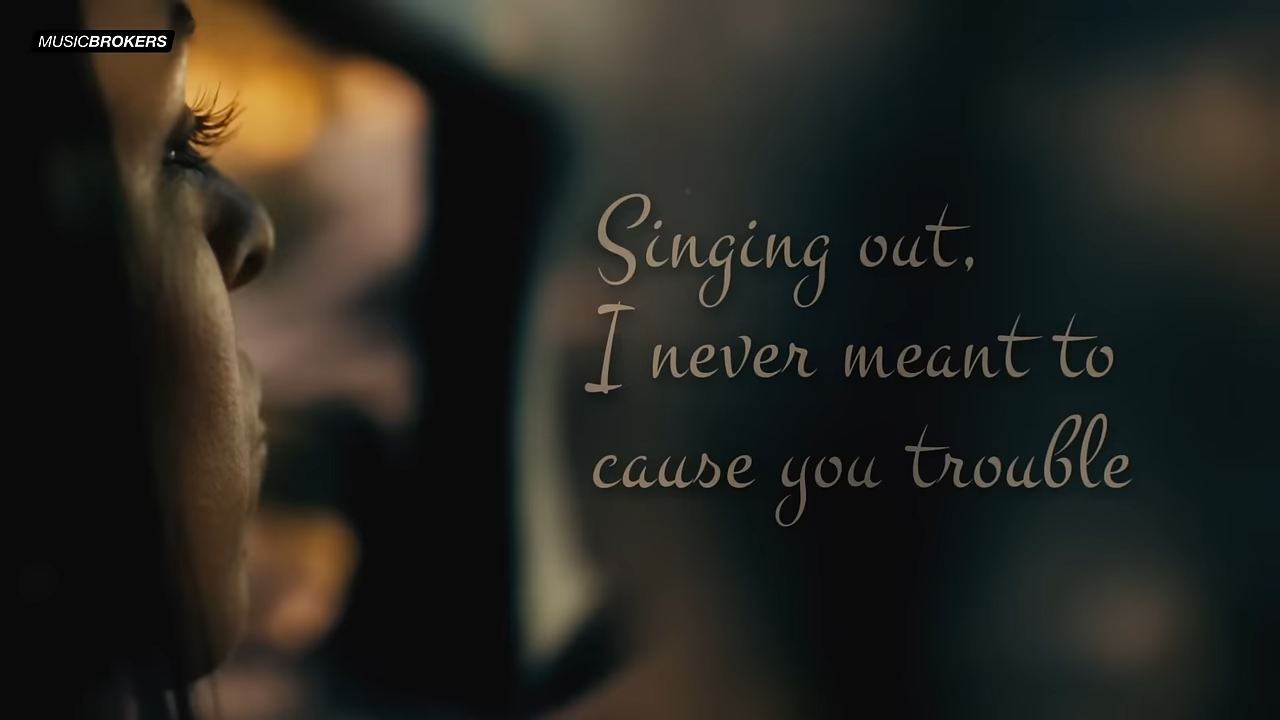 MUSICBROKERS
Singing out,
I never meant to
cause you trouble